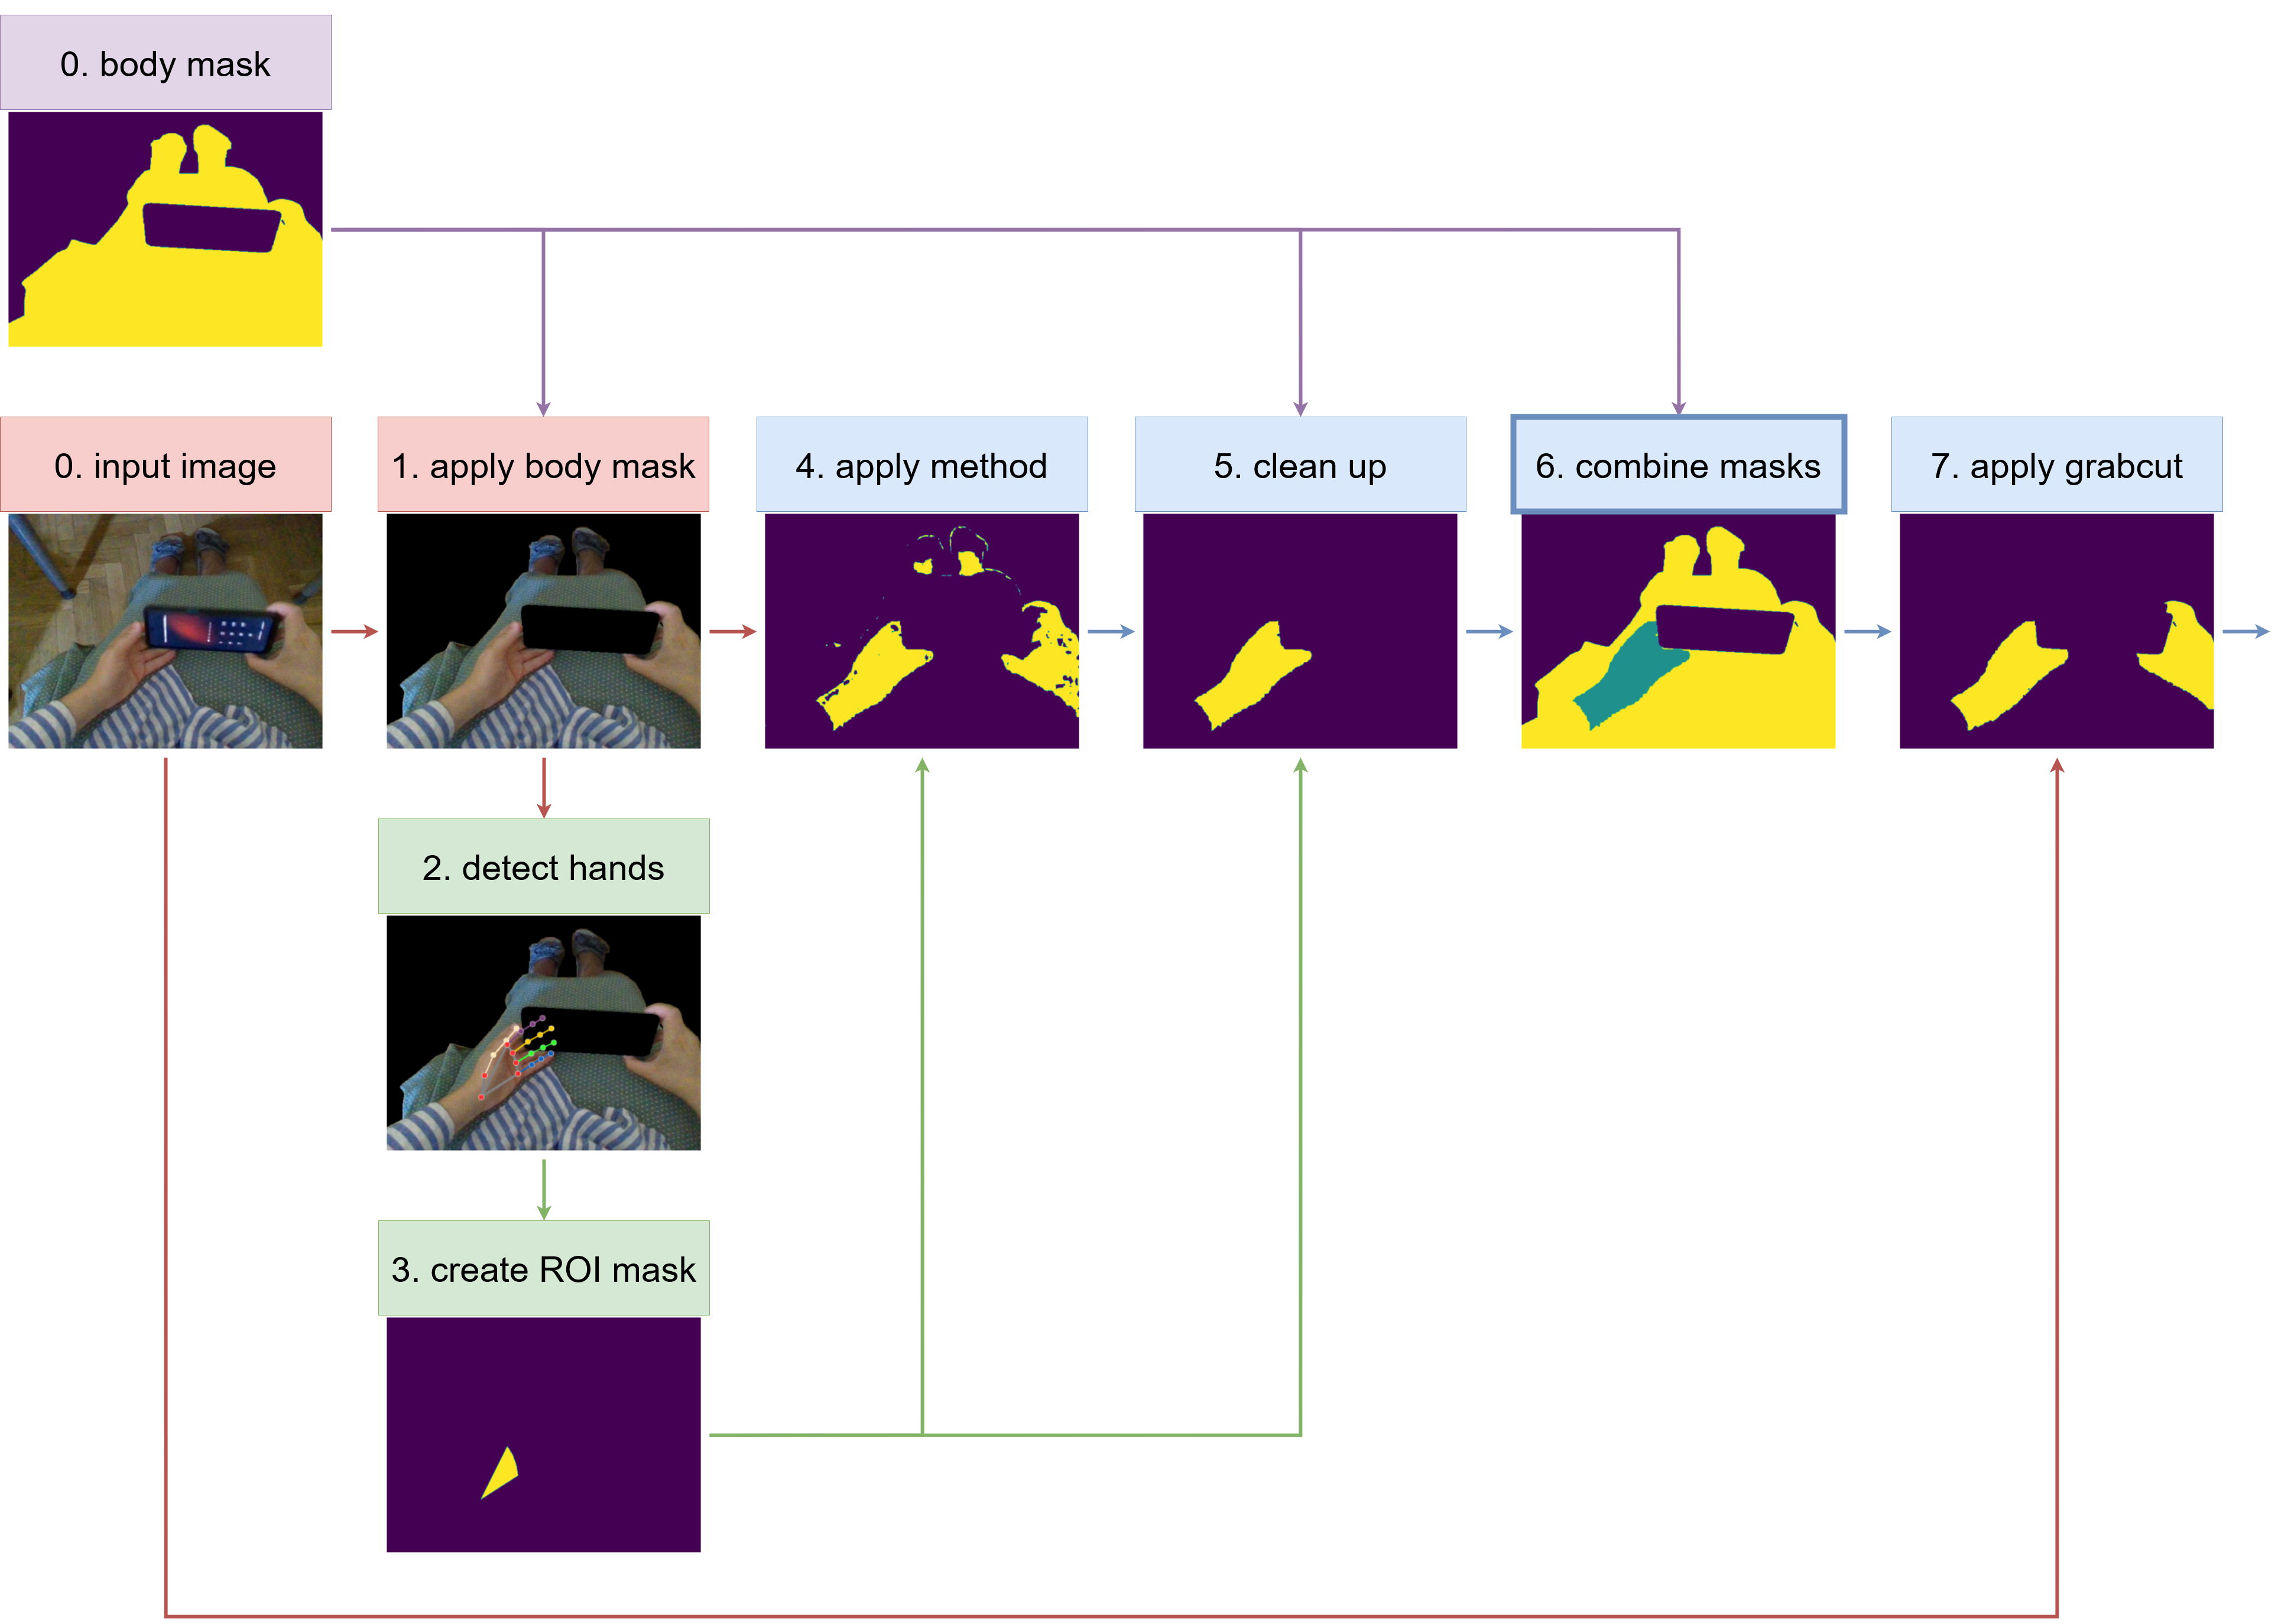 0. body mask
0. input image
1. apply body mask
4. apply method
5. clean up
6. combine masks
7. apply grabcut
2. detect hands
3. create ROI mask